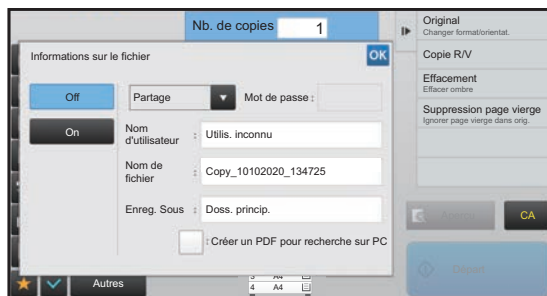 Nb. de copies 1
Informations sur le fichier OK
Off
On
Partage
Mot de passe :
Nom d'utilisateur : Utilis. inconnu
Nom de fichier : Copy_10102020_134725
Enreg. Sous : Doss. princip.
: Créer un PDF pour recherche sur PC
Autres
A4
4 A4
Original
Changer format/orientat.
Copie R/V
Effacement
Effacer ombre
Suppression page vierge
Ignorer page vierge dans orig.
CA
Départ